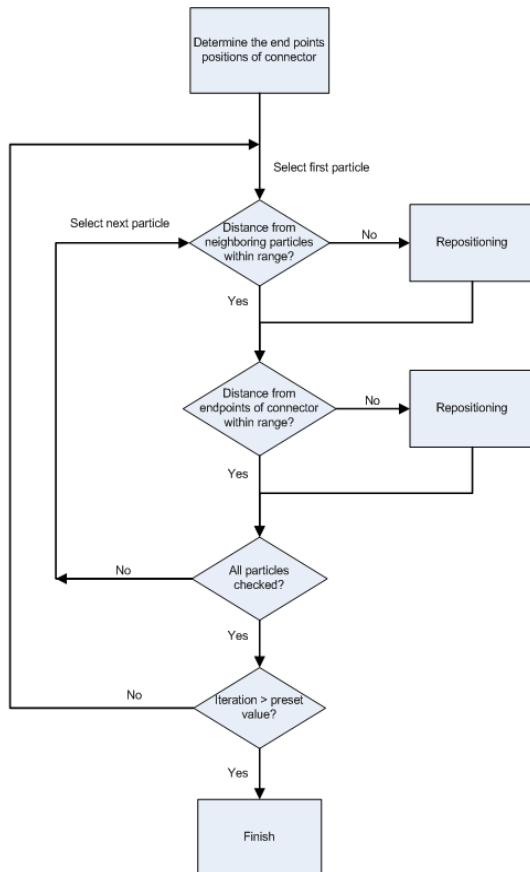 Determine the end points
positions of connector
Select first particle
Select next particle
Distance from
neighboring particles
within range?
No
Repositioning
Yes
Distance from
endpoints of connector
within range?
No
Repositioning
Yes
All particles
checked?
No
Yes
Iteration > preset
value?
No
Yes
Finish